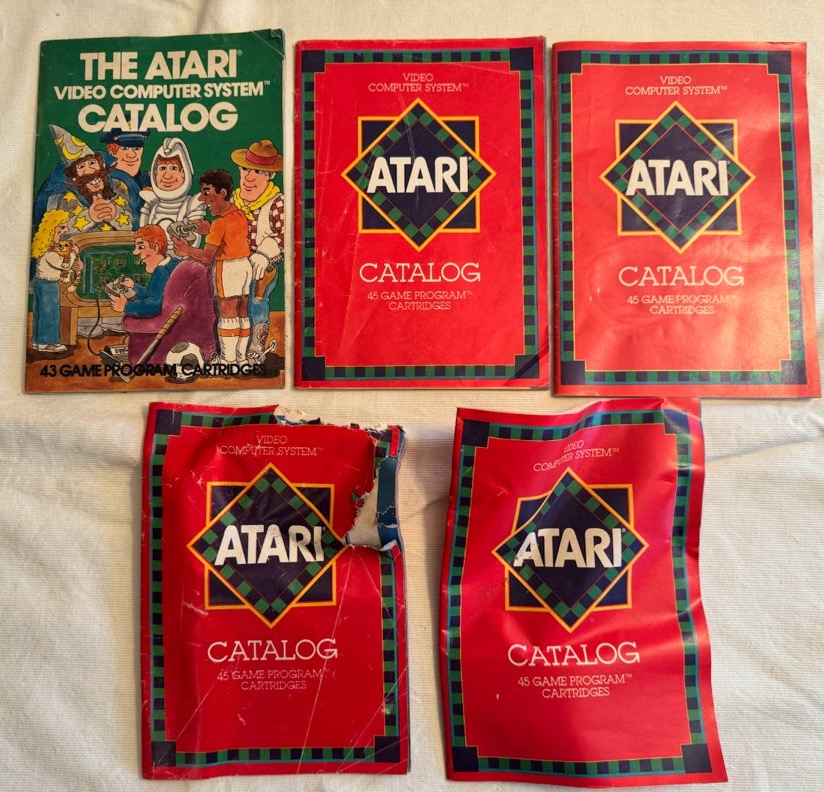 THE ATARI®
VIDEO COMPUTER SYSTEM™
CATALOG
43 GAME PROGRAM CARTRIDGES
VIDEO
COMPUTER SYSTEM™
ATARI®
CATALOG
45 GAME PROGRAM™
CARTRIDGES
VIDEO
COMPUTER SYSTEM™
ATARI®
CATALOG
45 GAME PROGRAM™
CARTRIDGES
VIDEO
COMPUTER SYSTEM™
ATARI®
CATALOG
45 GAME PROGRAM™
CARTRIDGES
VIDEO
COMPUTER SYSTEM™
ATARI®
CATALOG
45 GAME PROGRAM™
CARTRIDGES